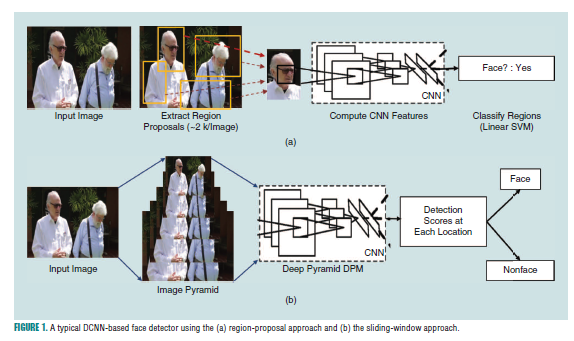 Input Image
Extract Region
Proposals (~2 k/Image)
CNN
Compute CNN Features
Face? : Yes
Classify Regions
(Linear SVM)
(a)
Input Image
Image Pyramid
CNN
Deep Pyramid DPM
Detection
Scores at
Each Location
Face
Nonface
(b)
FIGURE 1. A typical DCNN-based face detector using the (a) region-proposal approach and (b) the sliding-window approach.